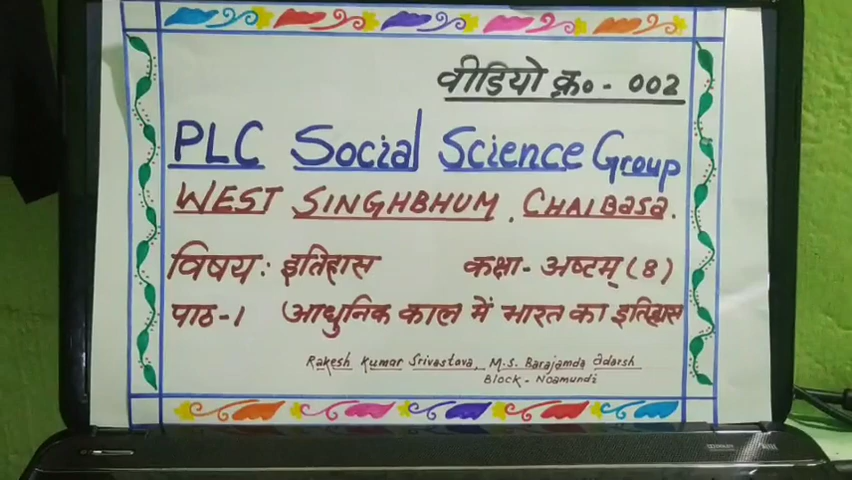 वीडियो क्र० - 002
PLC Social Science Group
WEST SINGHBHUM, CHAIBASA.
विषय: इतिहास कक्षा - अष्टम् (8)
पाठ-1 आधुनिक काल में भारत का इतिहास
Rakesh Kumar Srivastava, M.S. Barajamda adarsh
Block - Noamundi